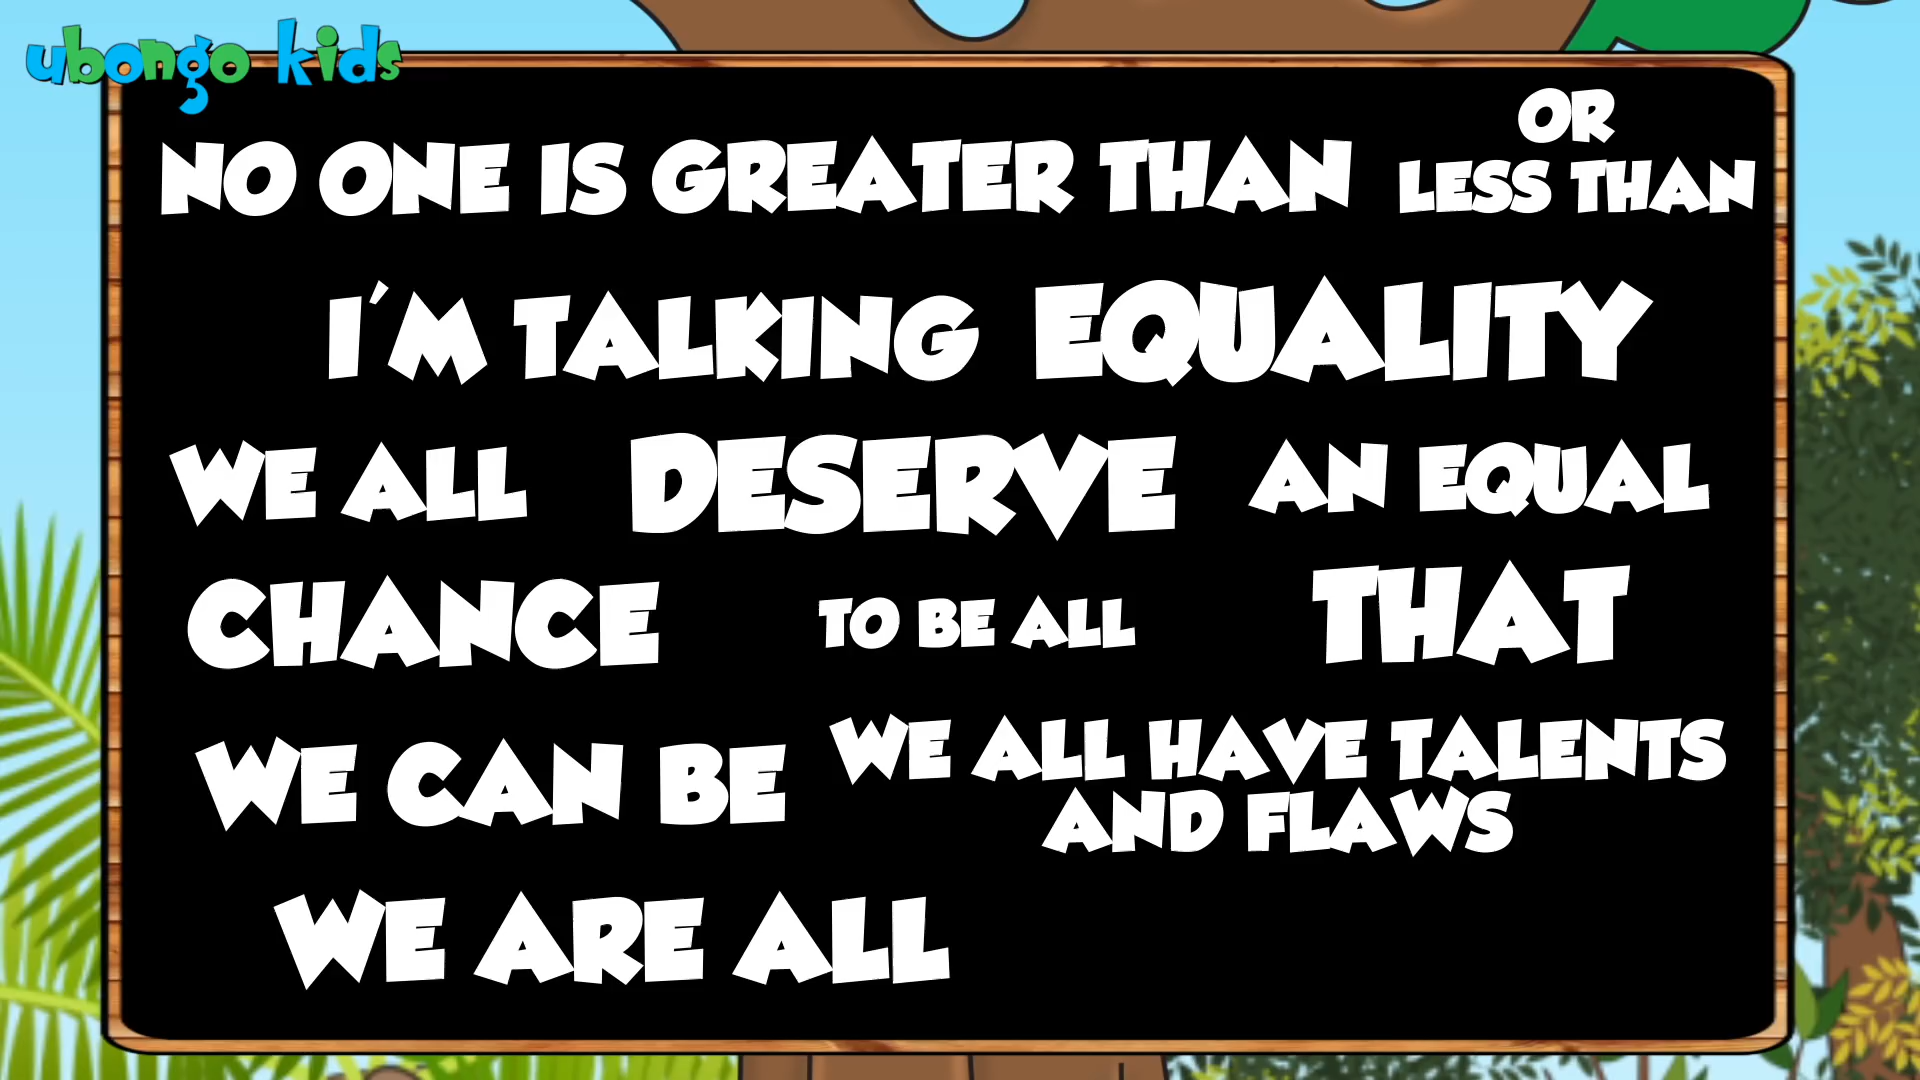 ubongo kids
NO ONE IS GREATER THAN OR LESS THAN
I'M TALKING EQUALITY
WE ALL DESERVE AN EQUAL
CHANCE TO BE ALL THAT
WE CAN BE WE ALL HAVE TALENTS AND FLAWS
WE ARE ALL